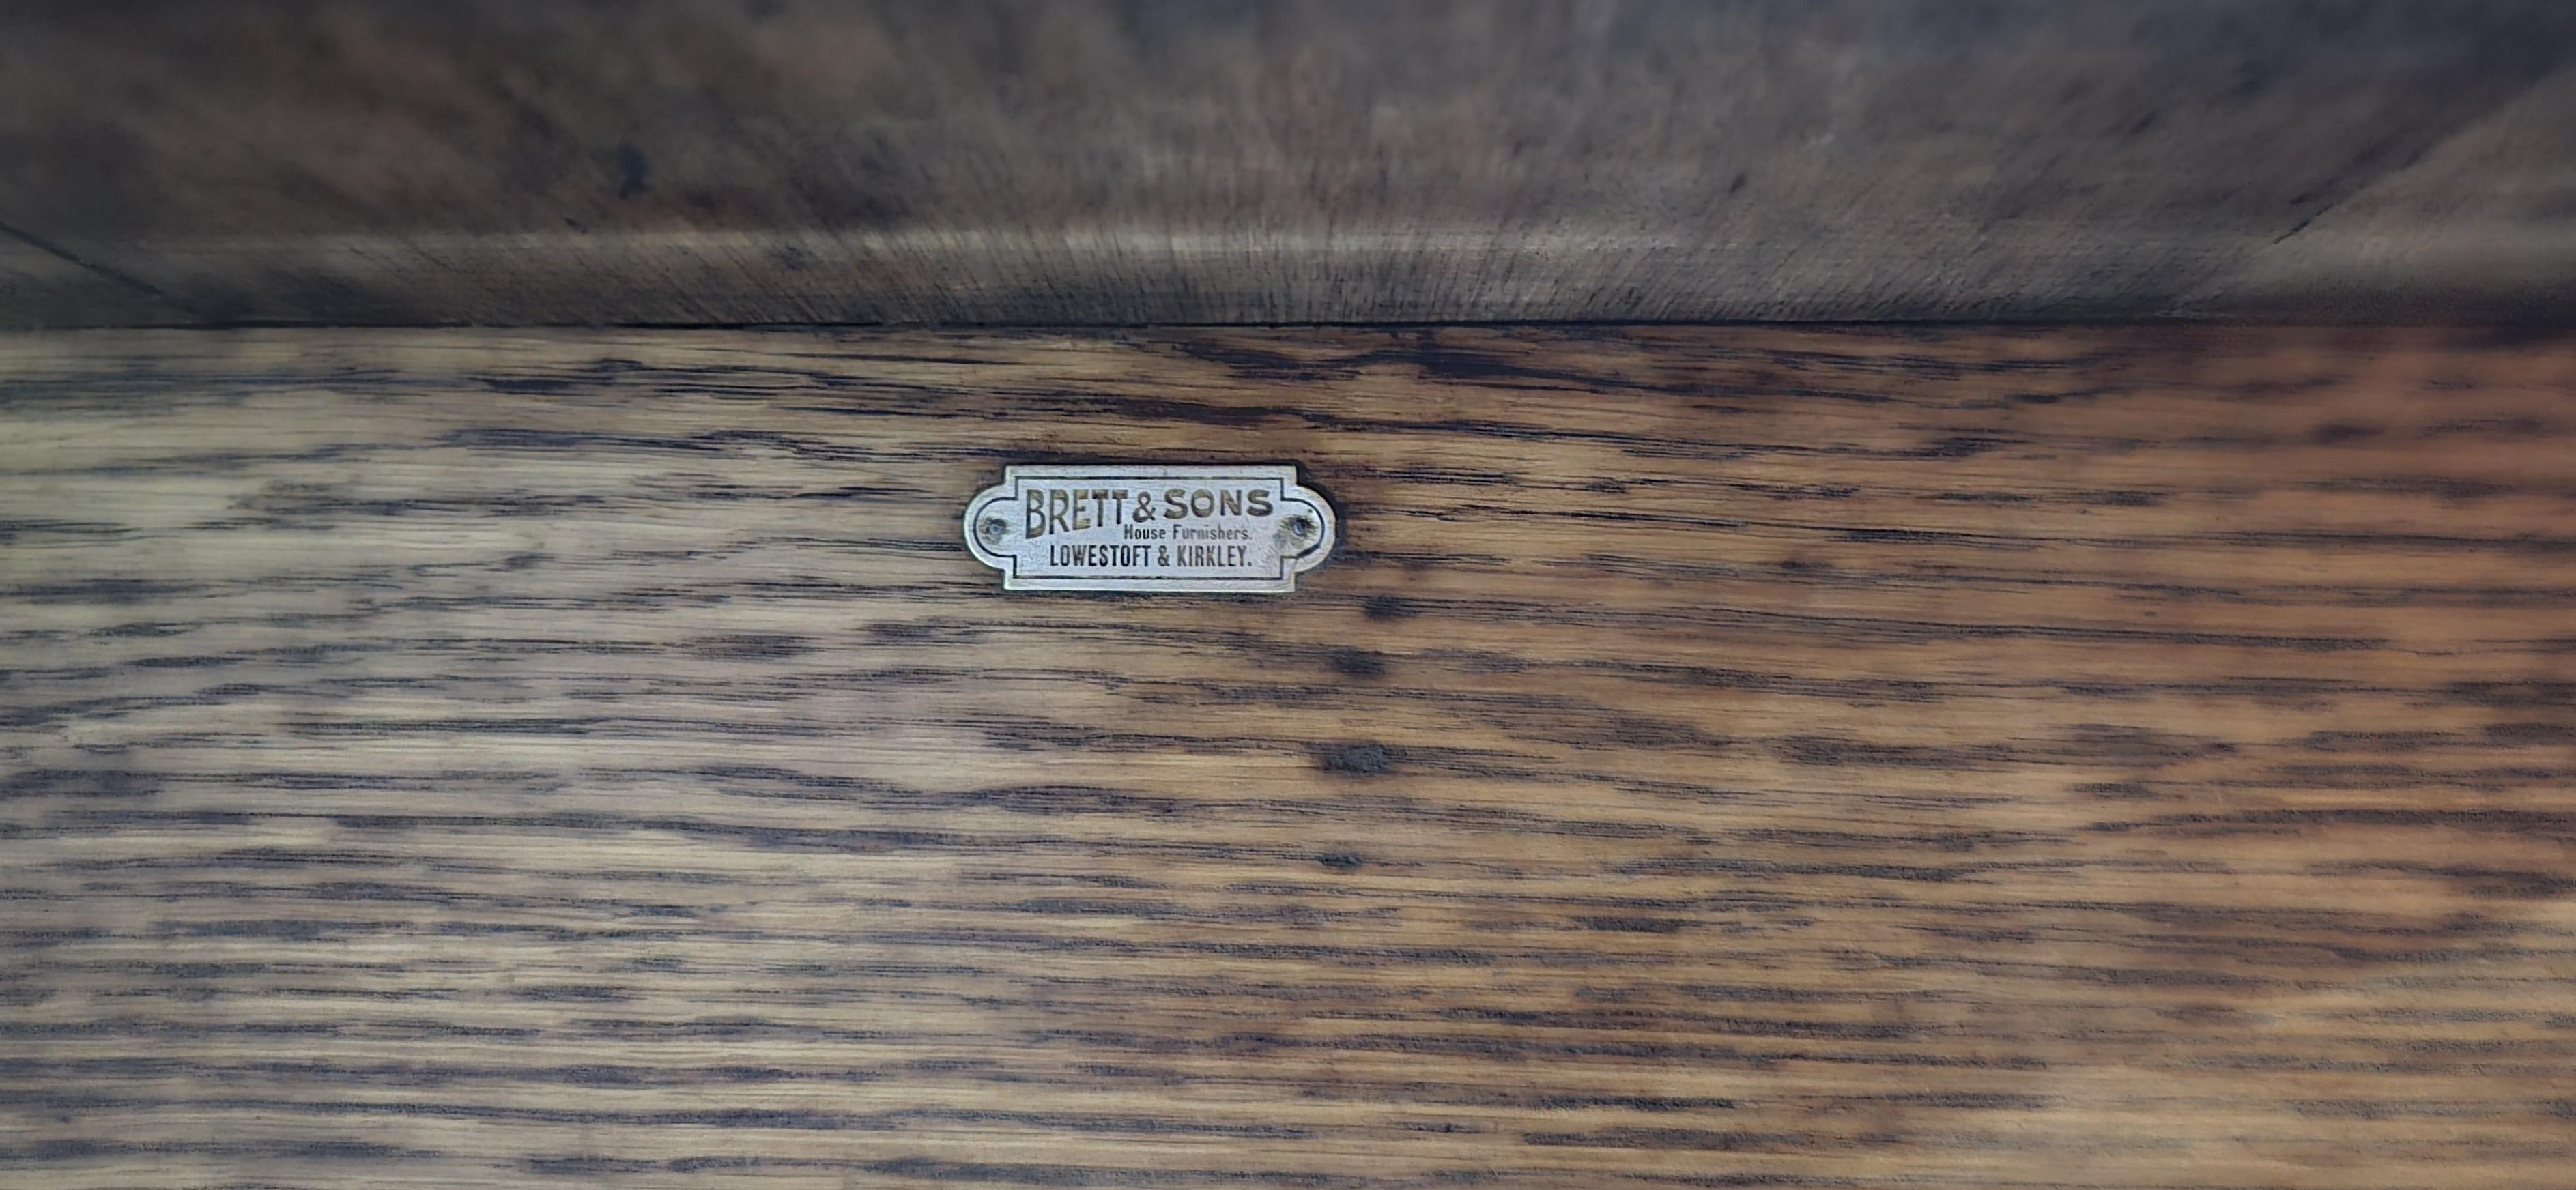 BRETT & SONS
House Furnishers.
LOWESTOFT & KIRKLEY.